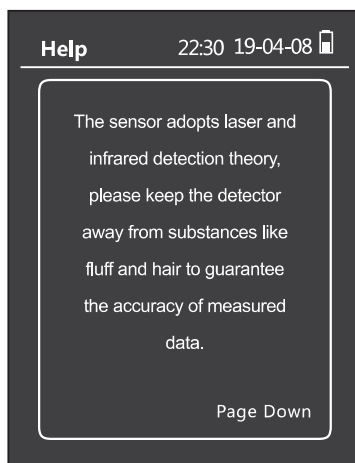 Help 22:30 19-04-08
The sensor adopts laser and
infrared detection theory,
please keep the detector
away from substances like
fluff and hair to guarantee
the accuracy of measured
data.
Page Down